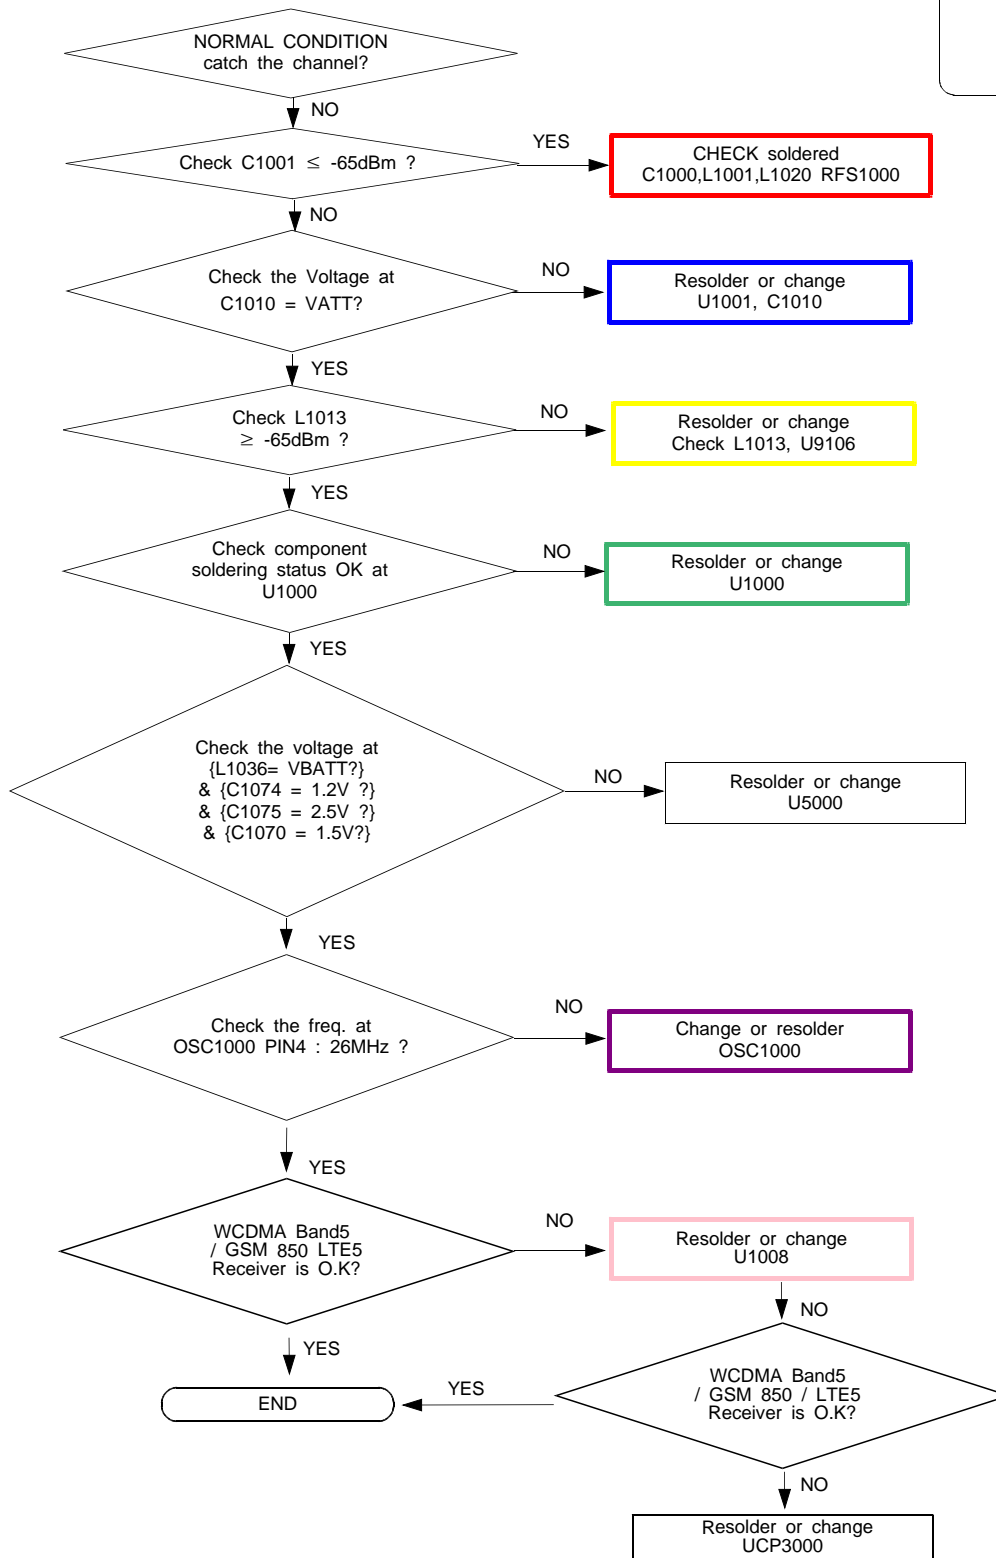 NORMAL CONDITION
catch the channel?
NO
Check C1001 ≤ -65dBm ?
YES
CHECK soldered
C1000,L1001,L1020 RFS1000
NO
Check the Voltage at
C1010 = VATT?
NO
Resolder or change
U1001, C1010
YES
Check L1013
≥ -65dBm ?
NO
Resolder or change
Check L1013, U9106
YES
Check component
soldering status OK at
U1000
NO
Resolder or change
U1000
YES
Check the voltage at
{L1036= VBATT?}
& {C1074 = 1.2V ?}
& {C1075 = 2.5V ?}
& {C1070 = 1.5V?}
NO
Resolder or change
U5000
YES
Check the freq. at
OSC1000 PIN4 : 26MHz ?
NO
Change or resolder
OSC1000
YES
WCDMA Band5
/ GSM 850 LTE5
Receiver is O.K?
NO
Resolder or change
U1008
NO
YES
WCDMA Band5
/ GSM 850 / LTE5
Receiver is O.K?
YES
END
NO
Resolder or change
UCP3000